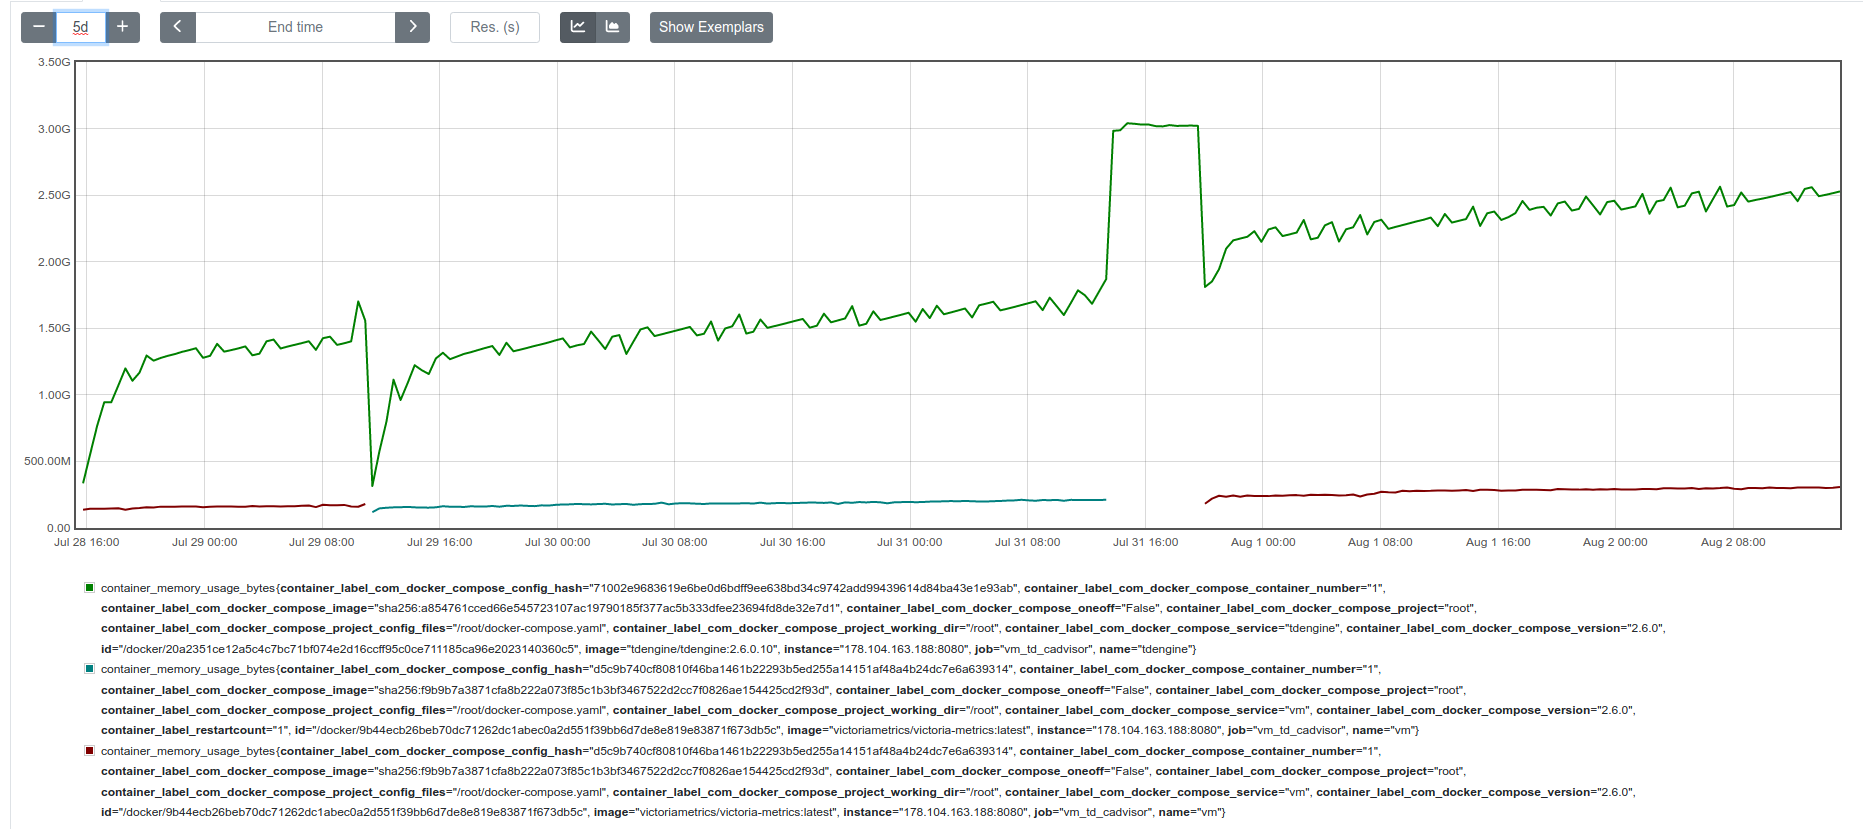 − 5d + < End time > Res. (s) Show Exemplars
3.50G
3.00G
2.50G
2.00G
1.50G
1.00G
500.00M
0.00
Jul 28 16:00 Jul 29 00:00 Jul 29 08:00 Jul 29 16:00 Jul 30 00:00 Jul 30 08:00 Jul 30 16:00 Jul 31 00:00 Jul 31 08:00 Jul 31 16:00 Aug 1 00:00 Aug 1 08:00 Aug 1 16:00 Aug 2 00:00 Aug 2 08:00
container_memory_usage_bytes{container_label_com_docker_compose_config_hash="71002e9683619e6be0d6bdff9ee638bd34c9742add99439614d84ba43e1e93ab", container_label_com_docker_compose_container_number="1",
container_label_com_docker_compose_image="sha256:a854761cced66e545723107ac19790185f377ac5b333dfee23694fd8de32e7d1", container_label_com_docker_compose_oneoff="False", container_label_com_docker_compose_project="root",
container_label_com_docker_compose_project_config_files="/root/docker-compose.yaml", container_label_com_docker_compose_project_working_dir="/root", container_label_com_docker_compose_service="tdengine", container_label_com_docker_compose_version="2.6.0",
id="/docker/20a2351ce12a5c4c7bc71bf074e2d16ccff95c0ce711185ca96e2023140360c5", image="tdengine/tdengine:2.6.0.10", instance="178.104.163.188:8080", job="vm_td_cadvisor", name="tdengine"}
container_memory_usage_bytes{container_label_com_docker_compose_config_hash="d5c9b740cf80810f46ba1461b22293b5ed255a14151af48a4b24dc7e6a639314", container_label_com_docker_compose_container_number="1",
container_label_com_docker_compose_image="sha256:f9b9b7a3871cfa8b222a073f85c1b3bf3467522d2cc7f0826ae154425cd2f93d", container_label_com_docker_compose_oneoff="False", container_label_com_docker_compose_project="root",
container_label_com_docker_compose_project_config_files="/root/docker-compose.yaml", container_label_com_docker_compose_project_working_dir="/root", container_label_com_docker_compose_service="vm", container_label_com_docker_compose_version="2.6.0",
container_label_restartcount="1", id="/docker/9b44ecb26beb70dc71262dc1abec0a2d551f39bb6d7de8e819e83871f673db5c", image="victoriametrics/victoria-metrics:latest", instance="178.104.163.188:8080", job="vm_td_cadvisor", name="vm"}
container_memory_usage_bytes{container_label_com_docker_compose_config_hash="d5c9b740cf80810f46ba1461b22293b5ed255a14151af48a4b24dc7e6a639314", container_label_com_docker_compose_container_number="1",
container_label_com_docker_compose_image="sha256:f9b9b7a3871cfa8b222a073f85c1b3bf3467522d2cc7f0826ae154425cd2f93d", container_label_com_docker_compose_oneoff="False", container_label_com_docker_compose_project="root",
container_label_com_docker_compose_project_config_files="/root/docker-compose.yaml", container_label_com_docker_compose_project_working_dir="/root", container_label_com_docker_compose_service="vm", container_label_com_docker_compose_version="2.6.0",
id="/docker/9b44ecb26beb70dc71262dc1abec0a2d551f39bb6d7de8e819e83871f673db5c", image="victoriametrics/victoria-metrics:latest", instance="178.104.163.188:8080", job="vm_td_cadvisor", name="vm"}